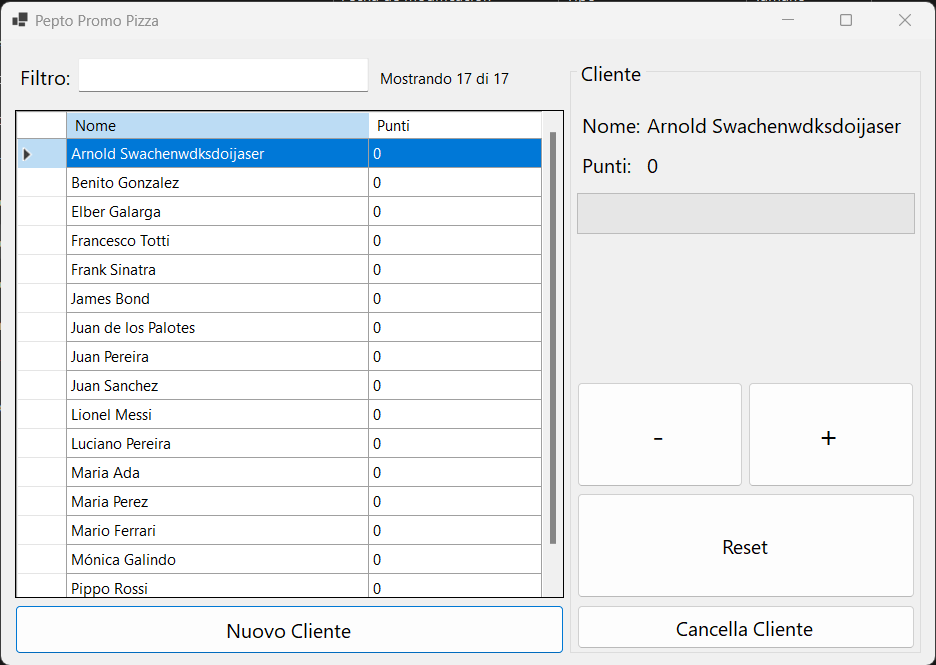 Pepto Promo Pizza
Filtro:
Mostrando 17 di 17
Nome Punti
Arnold Swachenwdksdoijaser 0
Benito Gonzalez 0
Elber Galarga 0
Francesco Totti 0
Frank Sinatra 0
James Bond 0
Juan de los Palotes 0
Juan Pereira 0
Juan Sanchez 0
Lionel Messi 0
Luciano Pereira 0
Maria Ada 0
Maria Perez 0
Mario Ferrari 0
Mónica Galindo 0
Pippo Rossi 0
Nuovo Cliente
Cliente
Nome: Arnold Swachenwdksdoijaser
Punti: 0
- +
Reset
Cancella Cliente